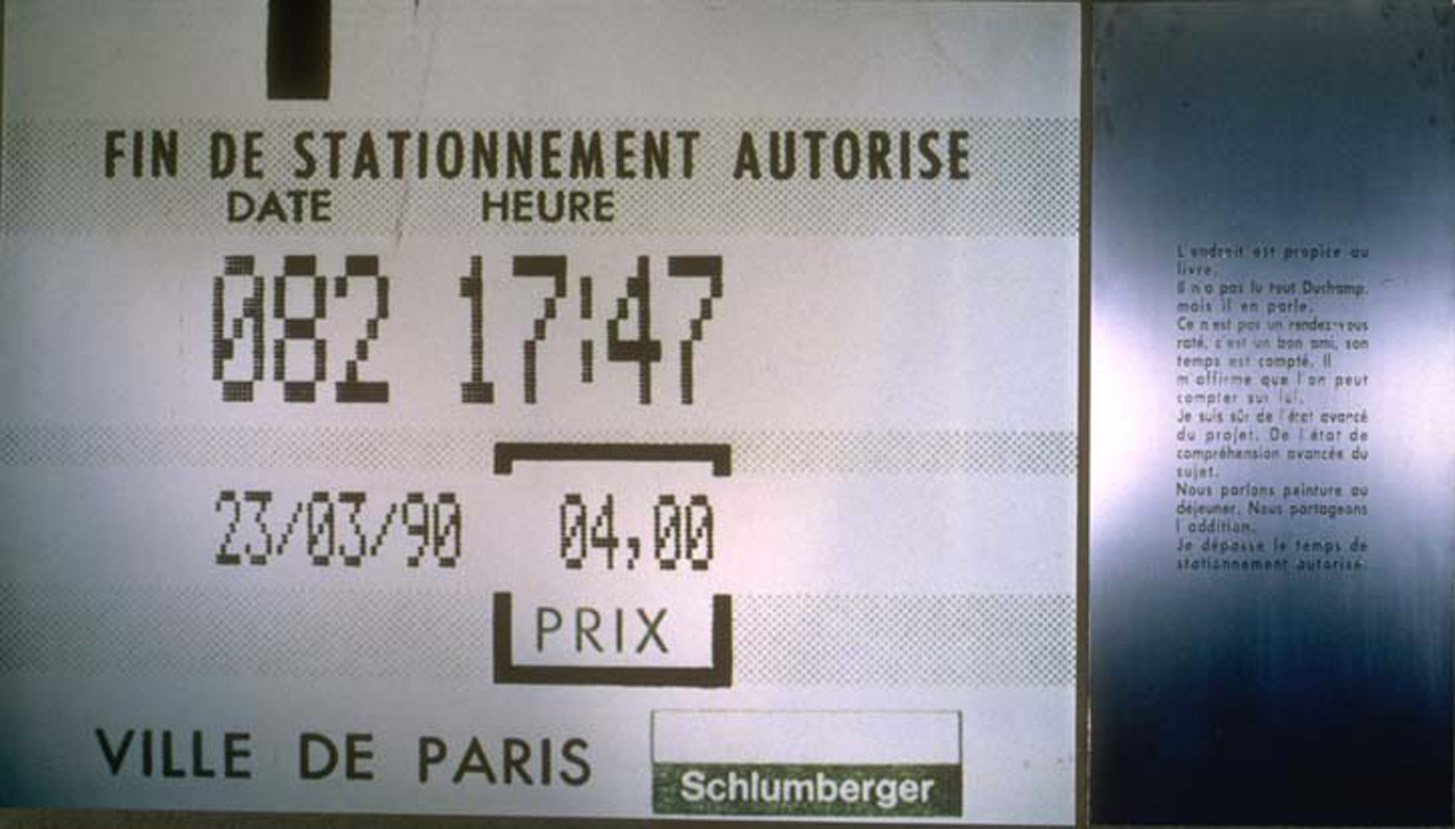 FIN DE STATIONNEMENT AUTORISE
DATE HEURE
082 17:47
23/03/90 04,00
PRIX
VILLE DE PARIS
Schlumberger
L'endroit est propice au
livre.
Il n'a pas lu tout Duchamp,
mais il en parle.
Ce n'est pas un rendez-vous
raté, c'est un bon ami, son
temps est compté. Il
m'affirme que l'on peut
compter sur lui.
Je suis sûr de l'état avancé
du projet. De l'état de
compréhension avancée du
sujet.
Nous parlons peinture au
déjeuner. Nous partageons
l'addition.
Je dépasse le temps de
stationnement autorisé.